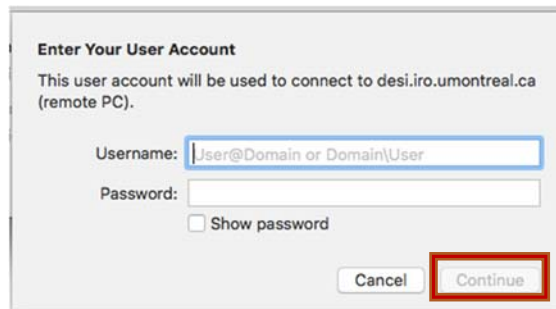 Enter Your User Account
This user account will be used to connect to desi.iro.umontreal.ca
(remote PC).
Username: User@Domain or Domain\User
Password:
Show password
Cancel Continue